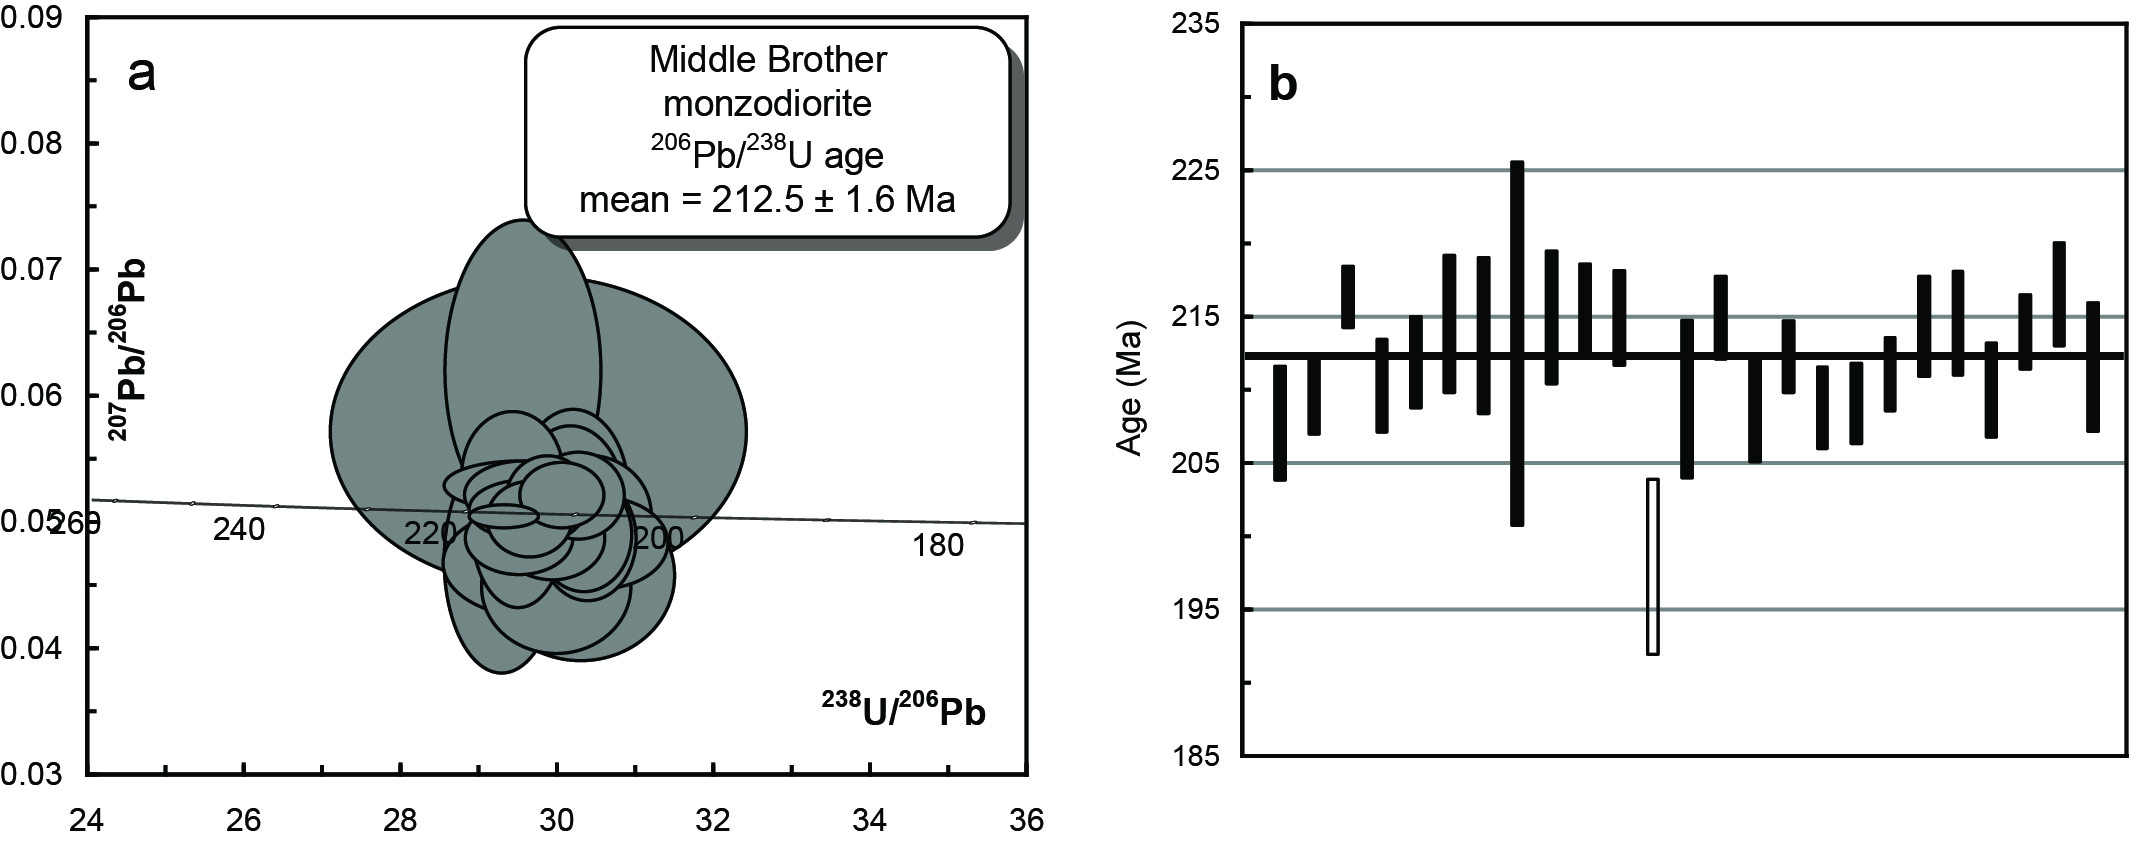 a
Middle Brother
monzodiorite
²⁰⁶Pb/²³⁸U age
mean = 212.5 ± 1.6 Ma
0.09
0.08
0.07
0.06
0.05
0.04
0.03
²⁰⁷Pb/²⁰⁶Pb
260
240
220
200
180
²³⁸U/²⁰⁶Pb
24 26 28 30 32 34 36
b
235
225
215
205
195
185
Age (Ma)